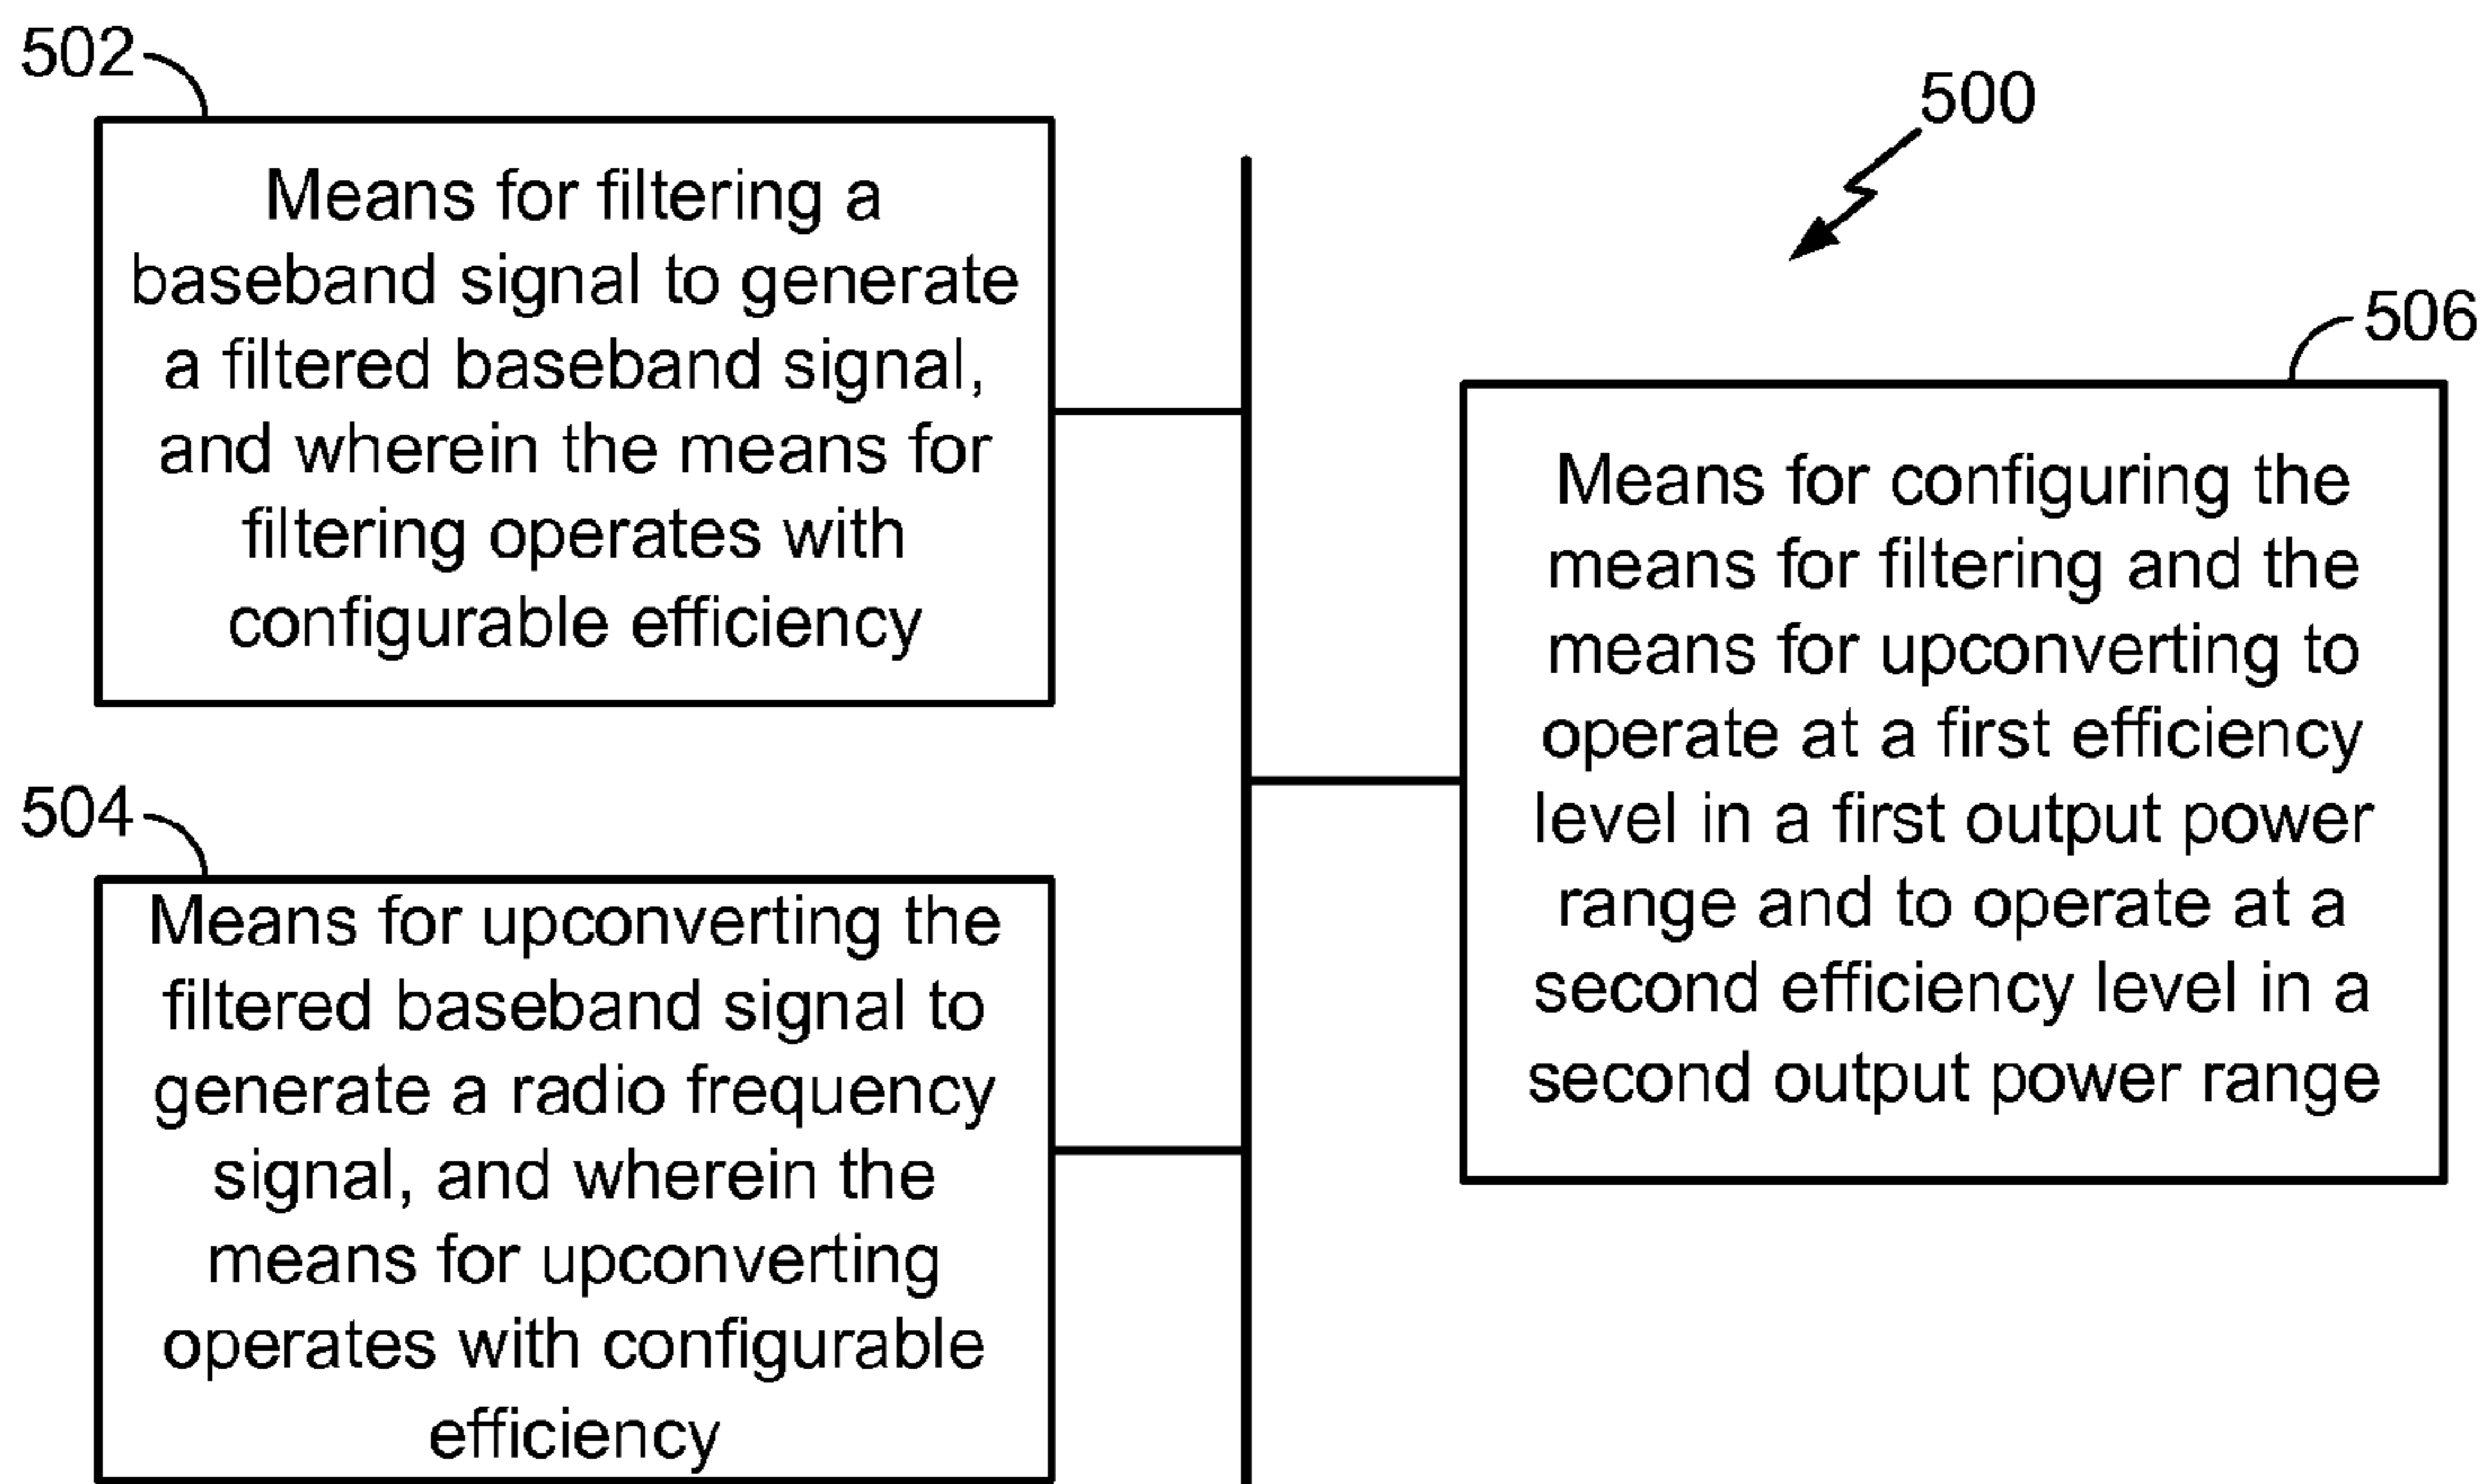 502
Means for filtering a
baseband signal to generate
a filtered baseband signal,
and wherein the means for
filtering operates with
configurable efficiency
504
Means for upconverting the
filtered baseband signal to
generate a radio frequency
signal, and wherein the
means for upconverting
operates with configurable
efficiency
500
506
Means for configuring the
means for filtering and the
means for upconverting to
operate at a first efficiency
level in a first output power
range and to operate at a
second efficiency level in a
second output power range